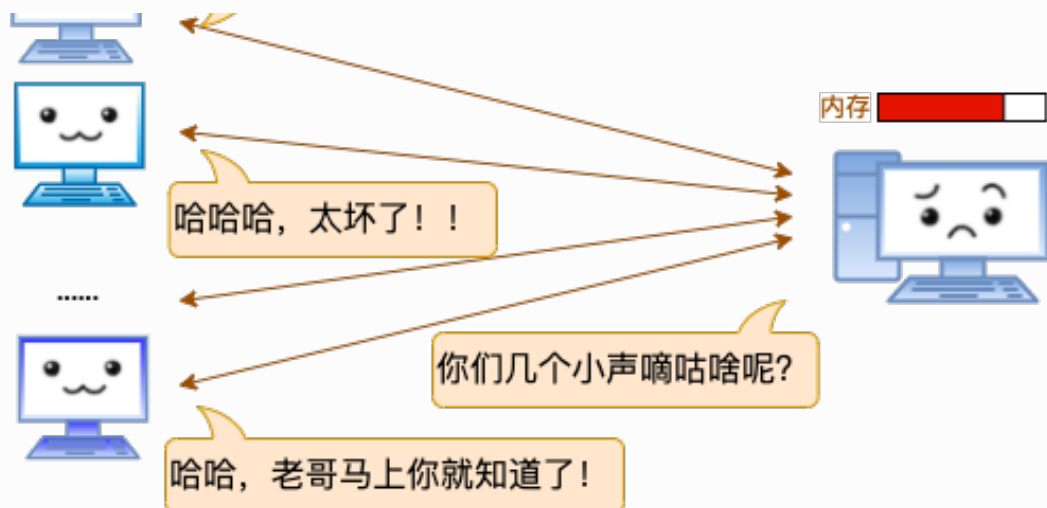 内存
哈哈哈，太坏了！！
......
你们几个小声嘀咕啥呢？
哈哈，老哥马上你就知道了！